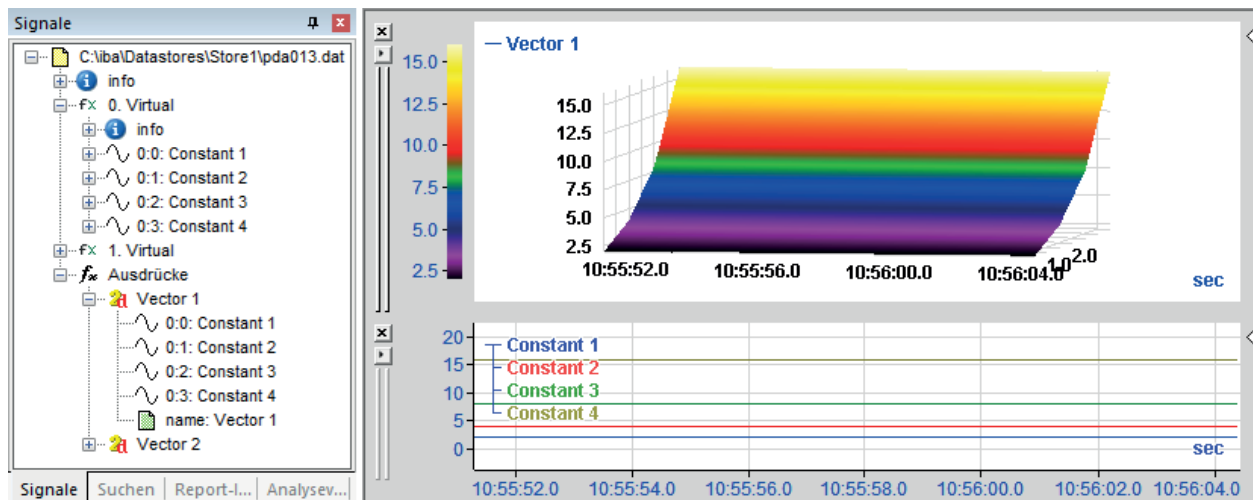 Signale
C:\iba\Datastores\Store1\pda013.dat
info
fx 0. Virtual
info
0:0: Constant 1
0:1: Constant 2
0:2: Constant 3
0:3: Constant 4
fx 1. Virtual
fx Ausdrücke
Vector 1
0:0: Constant 1
0:1: Constant 2
0:2: Constant 3
0:3: Constant 4
name: Vector 1
Vector 2
Signale Suchen Report-I... Analysev...
15.0
12.5
10.0
7.5
5.0
2.5
Vector 1
15.0
12.5
10.0
7.5
5.0
2.5
10:55:52.0 10:55:56.0 10:56:00.0 10:56:04.0
1.0 2.0
sec
20
15
10
5
0
Constant 1
Constant 2
Constant 3
Constant 4
sec
10:55:52.0 10:55:54.0 10:55:56.0 10:55:58.0 10:56:00.0 10:56:02.0 10:56:04.0